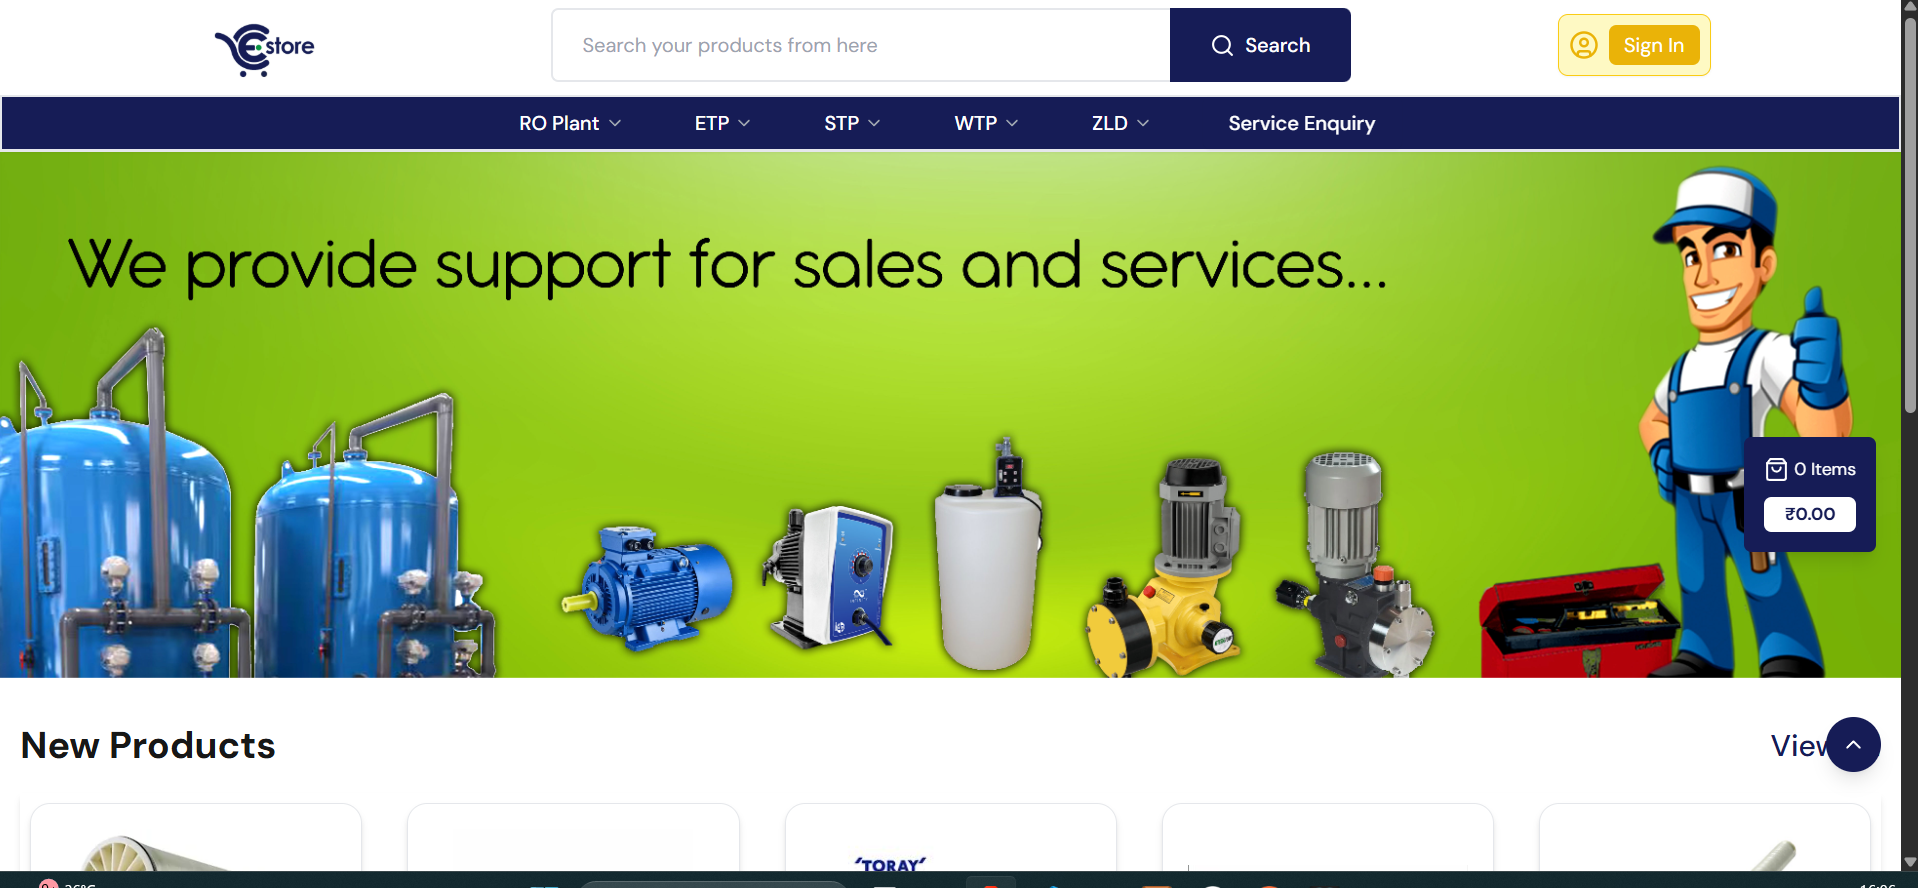 E-store
Search your products from here
Search
Sign In
RO Plant
ETP
STP
WTP
ZLD
Service Enquiry
We provide support for sales and services...
0 Items
₹0.00
New Products
View
TORAY